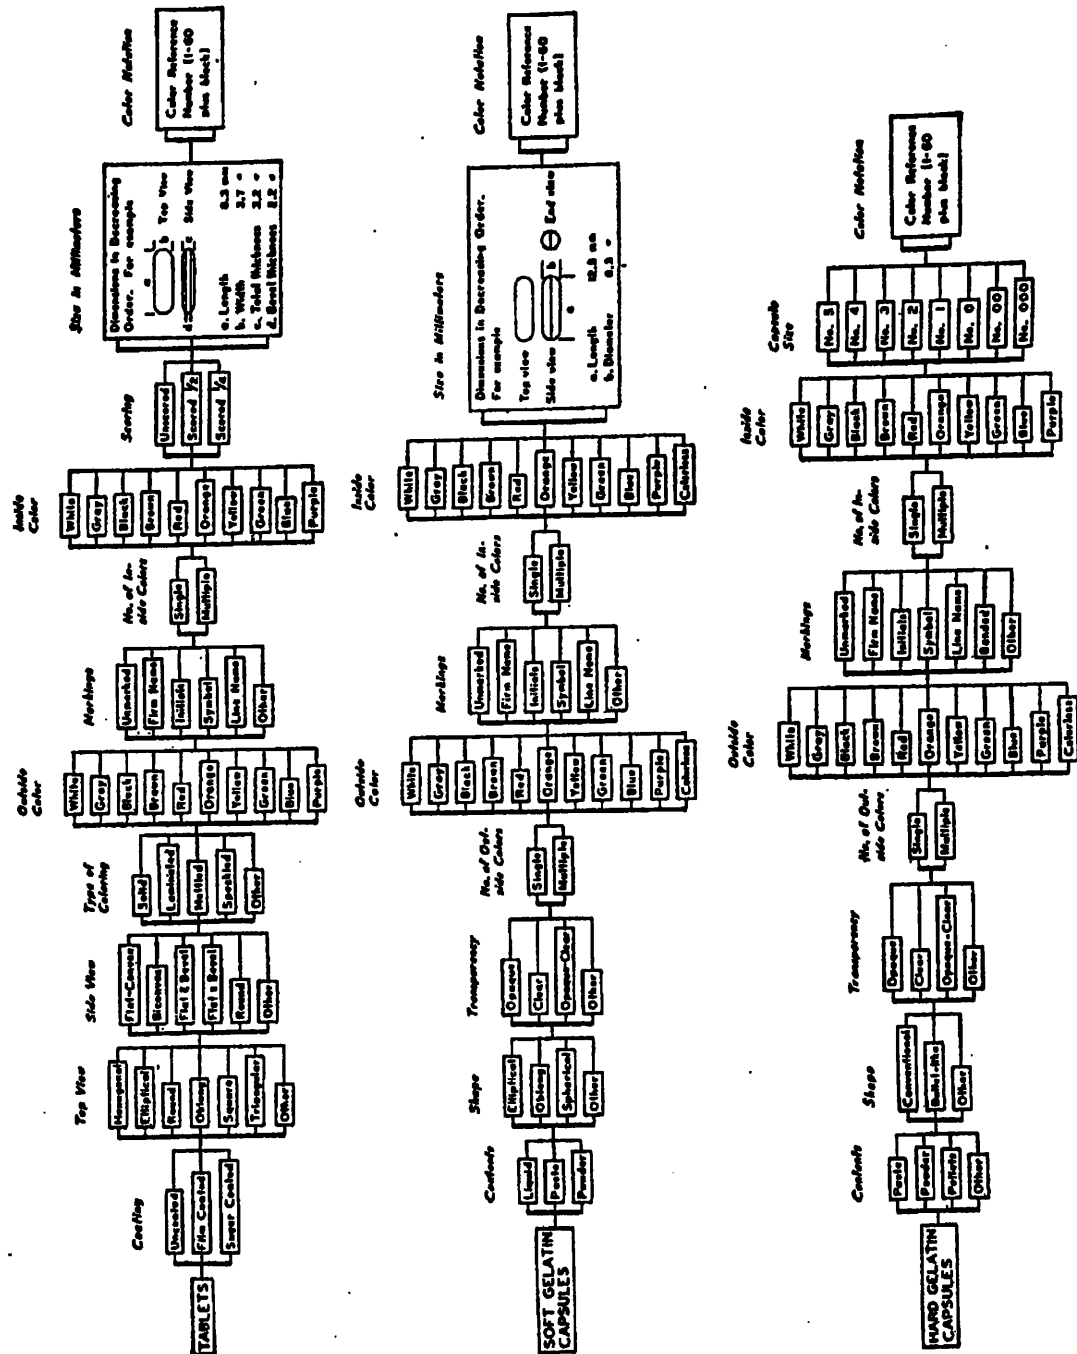 TABLETS
Coating
Uncoated
Film Coated
Sugar Coated
Top View
Hexagonal
Elliptical
Round
Oblong
Square
Triangular
Other
Side View
Flat-Convex
Biconvex
Flat & Bevel
Flat s Bevel
Round
Other
Type of
Coloring
Solid
Laminated
Mottled
Speckled
Other
Outside
Color
White
Gray
Black
Brown
Red
Orange
Yellow
Green
Blue
Purple
Markings
Unmarked
Firm Name
Initials
Symbol
Line Name
Other
No. of In-
side Colors
Single
Multiple
Inside
Color
White
Gray
Black
Brown
Red
Orange
Yellow
Green
Blue
Purple
Scoring
Unscored
Scored 1/2
Scored 1/4
Size in Millimeters
Dimensions in Decreasing
Order. For example
a
b Top View
d c Side View
a. Length
b. Width 3.7 "
c. Total Thickness
d. Bevel Thickness
Color Notation
Color Reference
Number (1-60
plus black)
SOFT GELATIN
CAPSULES
Contents
Liquid
Paste
Powder
Shape
Elliptical
Oblong
Spherical
Other
Transparency
Opaque
Clear
Opaque-Clear
Other
No. of Out-
side Colors
Single
Multiple
Outside
Color
White
Gray
Black
Brown
Red
Orange
Yellow
Green
Blue
Purple
Colorless
Markings
Unmarked
Firm Name
Initials
Symbol
Line Name
Other
No. of In-
side Colors
Single
Multiple
Inside
Color
White
Gray
Black
Brown
Red
Orange
Yellow
Green
Blue
Purple
Colorless
Size in Millimeters
Dimensions in Decreasing Order.
For example
Top view
Side view b End view
a
a. Length
b. Diameter
Color Notation
Color Reference
Number (1-60
plus black)
HARD GELATIN
CAPSULES
Contents
Paste
Powder
Pellets
Other
Shape
Conventional
Bullet-like
Other
Transparency
Opaque
Clear
Opaque-Clear
Other
No. of Out-
side Colors
Single
Multiple
Outside
Color
White
Gray
Black
Brown
Red
Orange
Yellow
Green
Blue
Purple
Colorless
Markings
Unmarked
Firm Name
Initials
Symbol
Line Name
Banded
Other
No. of In-
side Colors
Single
Multiple
Inside
Color
White
Gray
Black
Brown
Red
Orange
Yellow
Green
Blue
Purple
Capsule
Size
No. 5
No. 4
No. 3
No. 2
No. 1
No. 0
No. 00
No. 000
Color Notation
Color Reference
Number (1-60
plus black)